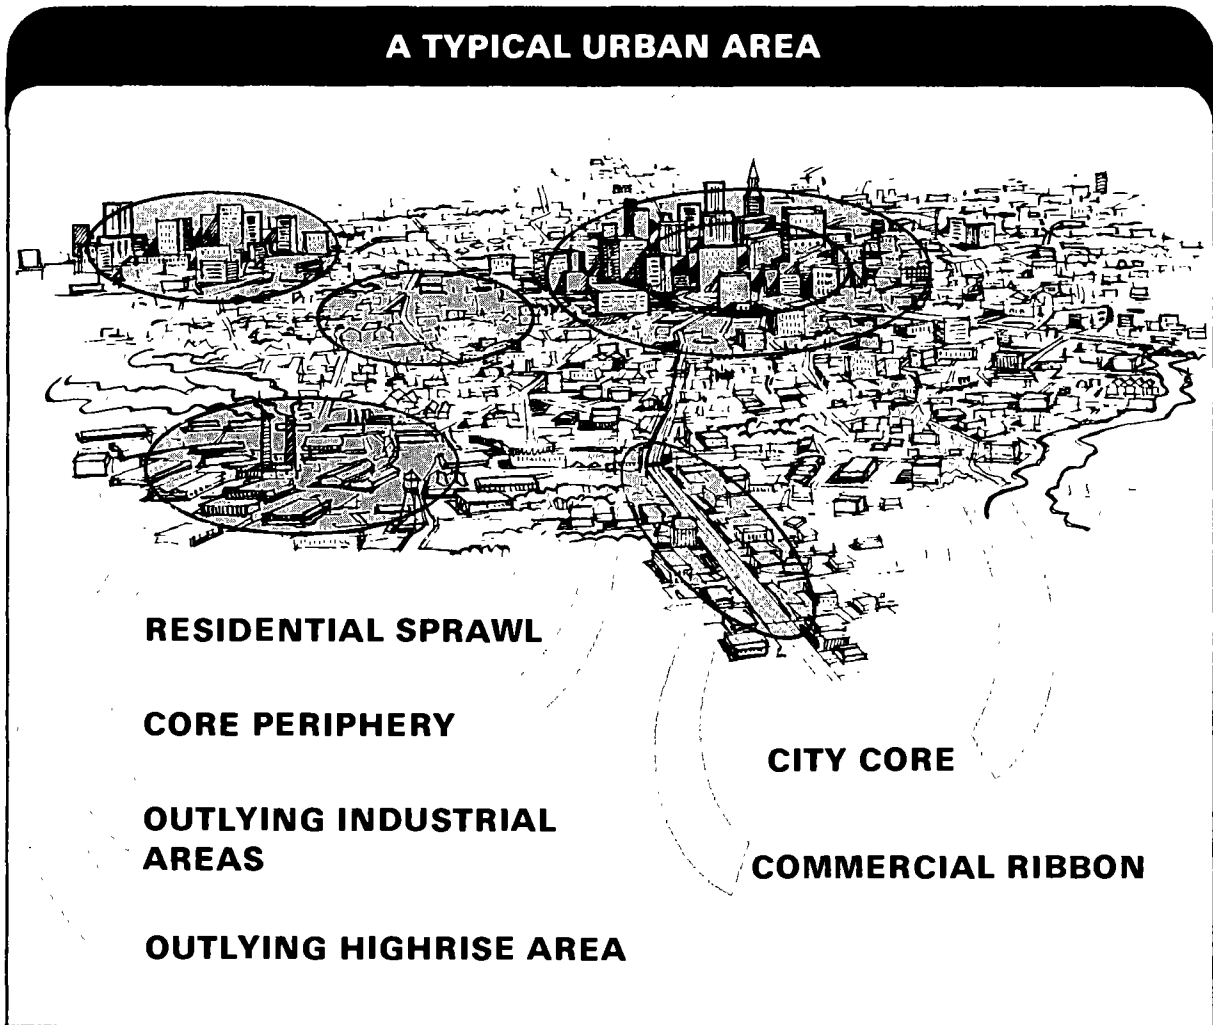 A TYPICAL URBAN AREA
RESIDENTIAL SPRAWL
CORE PERIPHERY
CITY CORE
OUTLYING INDUSTRIAL
AREAS
COMMERCIAL RIBBON
OUTLYING HIGHRISE AREA